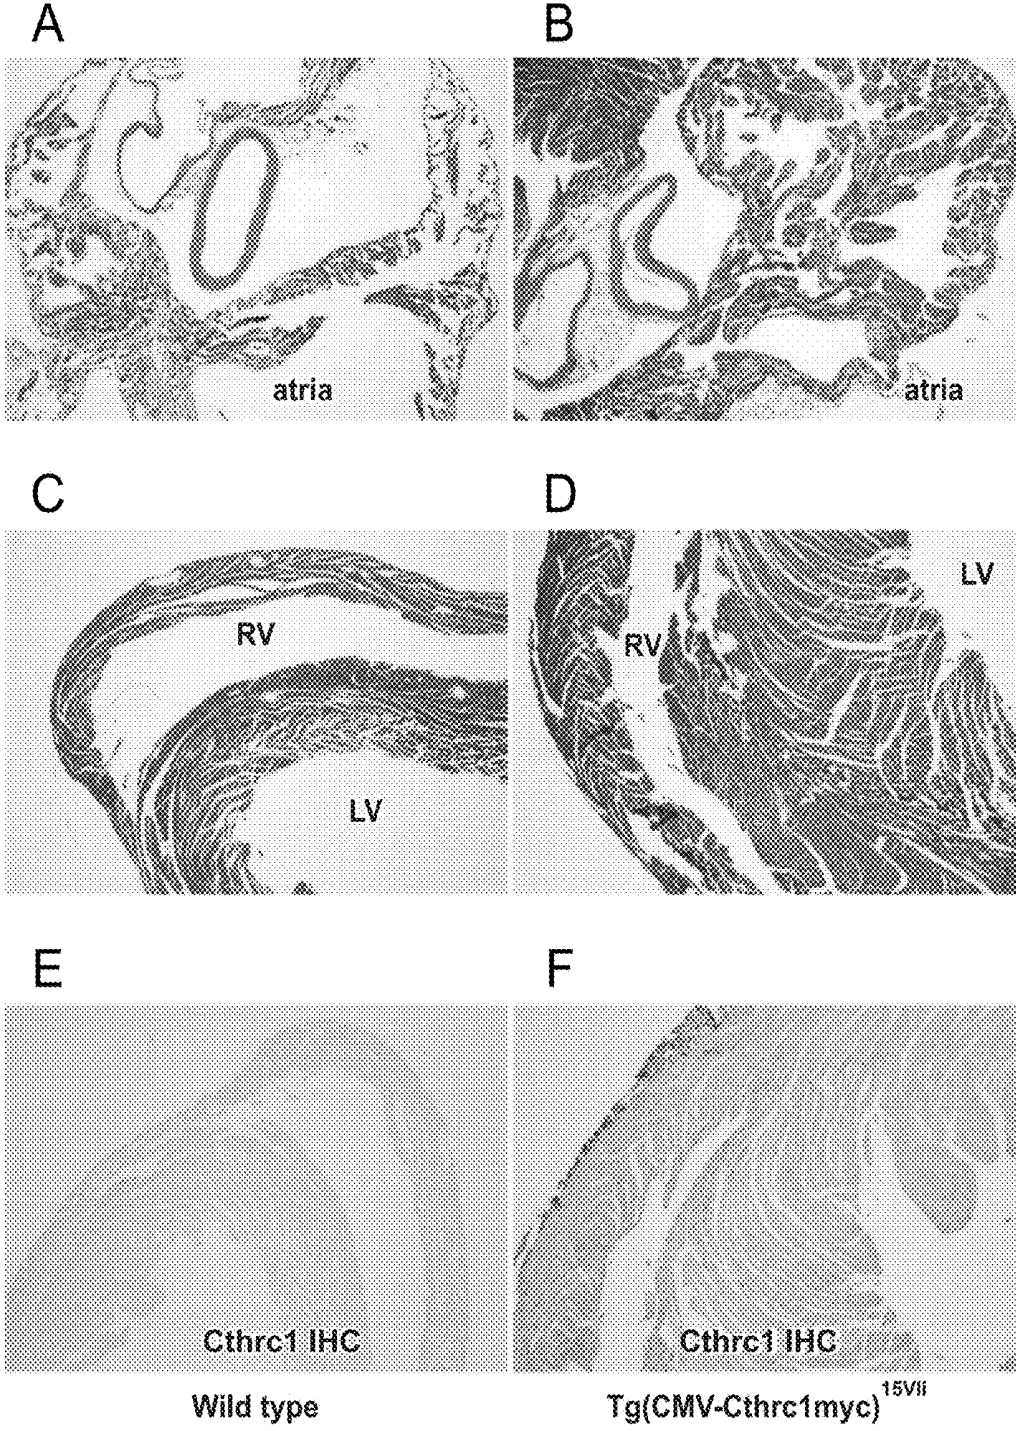 A
B
atria
atria
C
D
RV
LV
RV
LV
E
F
Cthrc1 IHC
Cthrc1 IHC
Wild type
Tg(CMV-Cthrc1myc)15Vli